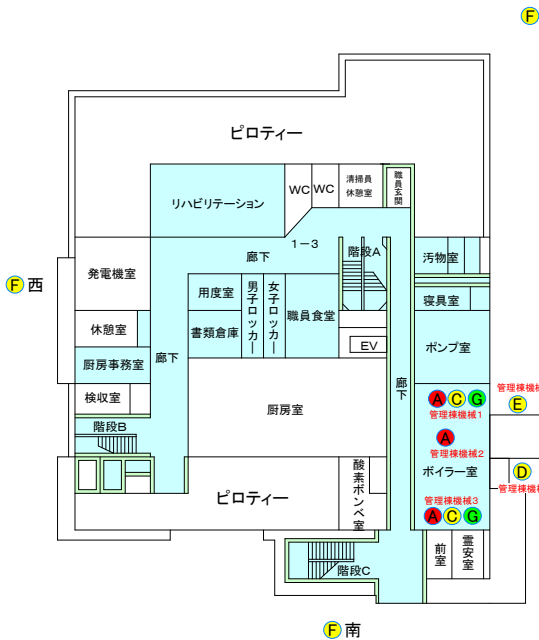 F
ピロティー
リハビリテーション
WC
WC
清掃員
休憩室
職員玄関
1－3
廊下
階段A
汚物室
F 西
発電機室
用度室
男子ロッカー
女子ロッカー
職員食堂
寝具室
休憩室
書類倉庫
EV
ポンプ室
厨房事務室
廊下
廊下
検収室
厨房室
A C G
管理棟機械1
管理棟機械
E
階段B
A
管理棟機械2
ピロティー
酸素ボンベ室
ボイラー室
D
管理棟機械
管理棟機械3
A C G
前室
霊安室
階段C
F 南